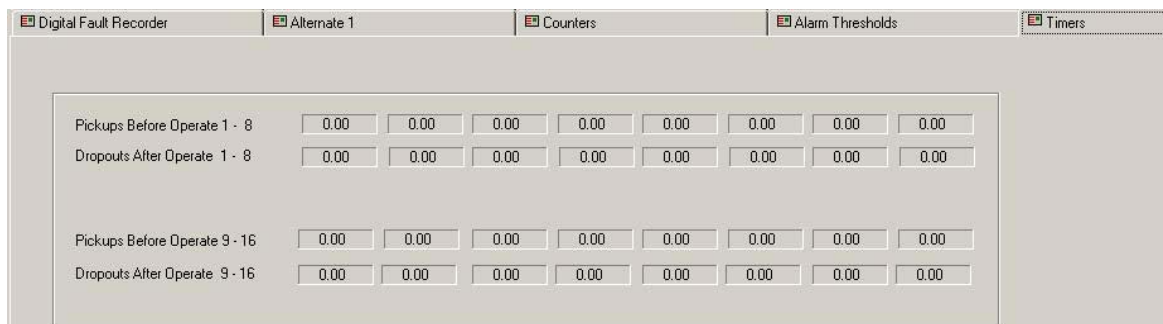 Digital Fault Recorder Alternate 1 Counters Alarm Thresholds Timers
Pickups Before Operate 1 - 8 0.00 0.00 0.00 0.00 0.00 0.00 0.00 0.00
Dropouts After Operate 1 - 8 0.00 0.00 0.00 0.00 0.00 0.00 0.00 0.00
Pickups Before Operate 9 - 16 0.00 0.00 0.00 0.00 0.00 0.00 0.00 0.00
Dropouts After Operate 9 - 16 0.00 0.00 0.00 0.00 0.00 0.00 0.00 0.00